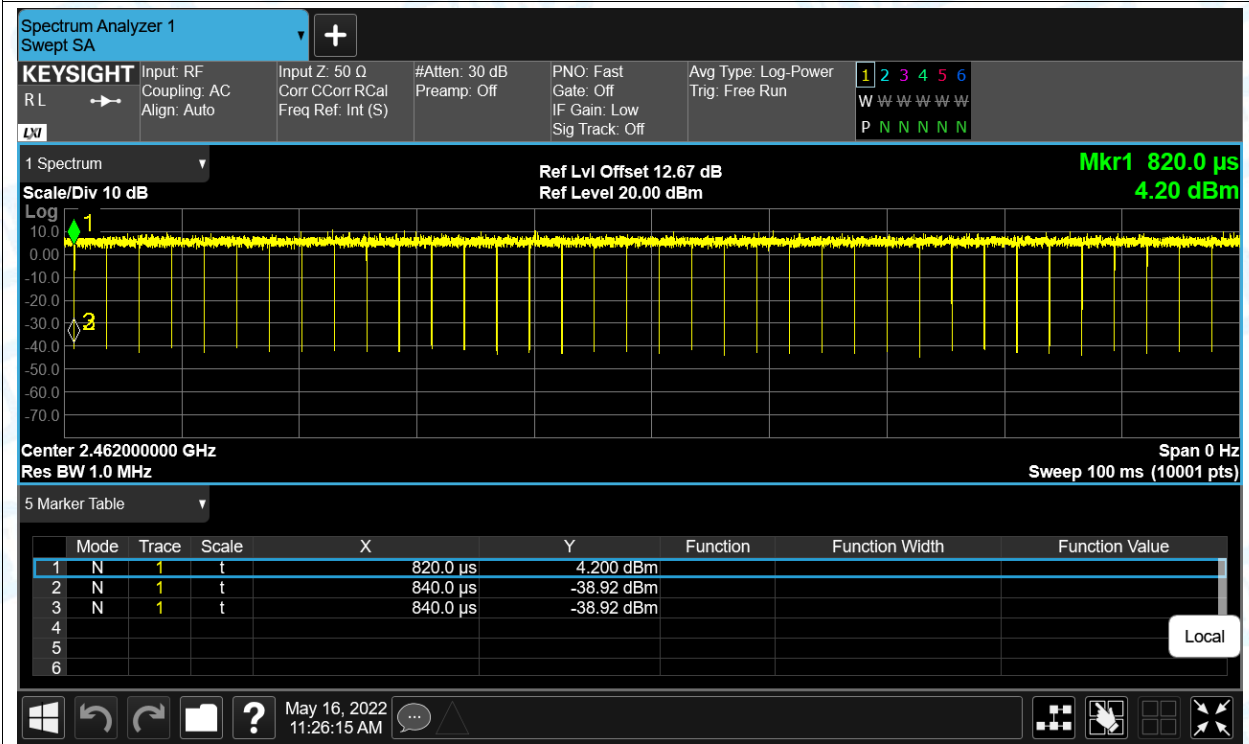 Spectrum Analyzer 1
Swept SA
+
KEYSIGHT Input: RF Input Z: 50 Ω #Atten: 30 dB PNO: Fast Avg Type: Log-Power 1 2 3 4 5 6
R L Coupling: AC Corr CCorr RCal Preamp: Off Gate: Off Trig: Free Run W W W W W W
Align: Auto Freq Ref: Int (S) IF Gain: Low P N N N N N
LXI Sig Track: Off
1 Spectrum Ref Lvl Offset 12.67 dB Mkr1 820.0 µs
Scale/Div 10 dB Ref Level 20.00 dBm 4.20 dBm
Log 1
10.0
0.00
-10.0
-20.0
-30.0 3
-40.0
-50.0
-60.0
-70.0
Center 2.462000000 GHz Span 0 Hz
Res BW 1.0 MHz Sweep 100 ms (10001 pts)
5 Marker Table
Mode Trace Scale X Y Function Function Width Function Value
1 N 1 t 820.0 µs 4.200 dBm
2 N 1 t 840.0 µs -38.92 dBm
3 N 1 t 840.0 µs -38.92 dBm
4
5
6
Local
? May 16, 2022
11:26:15 AM